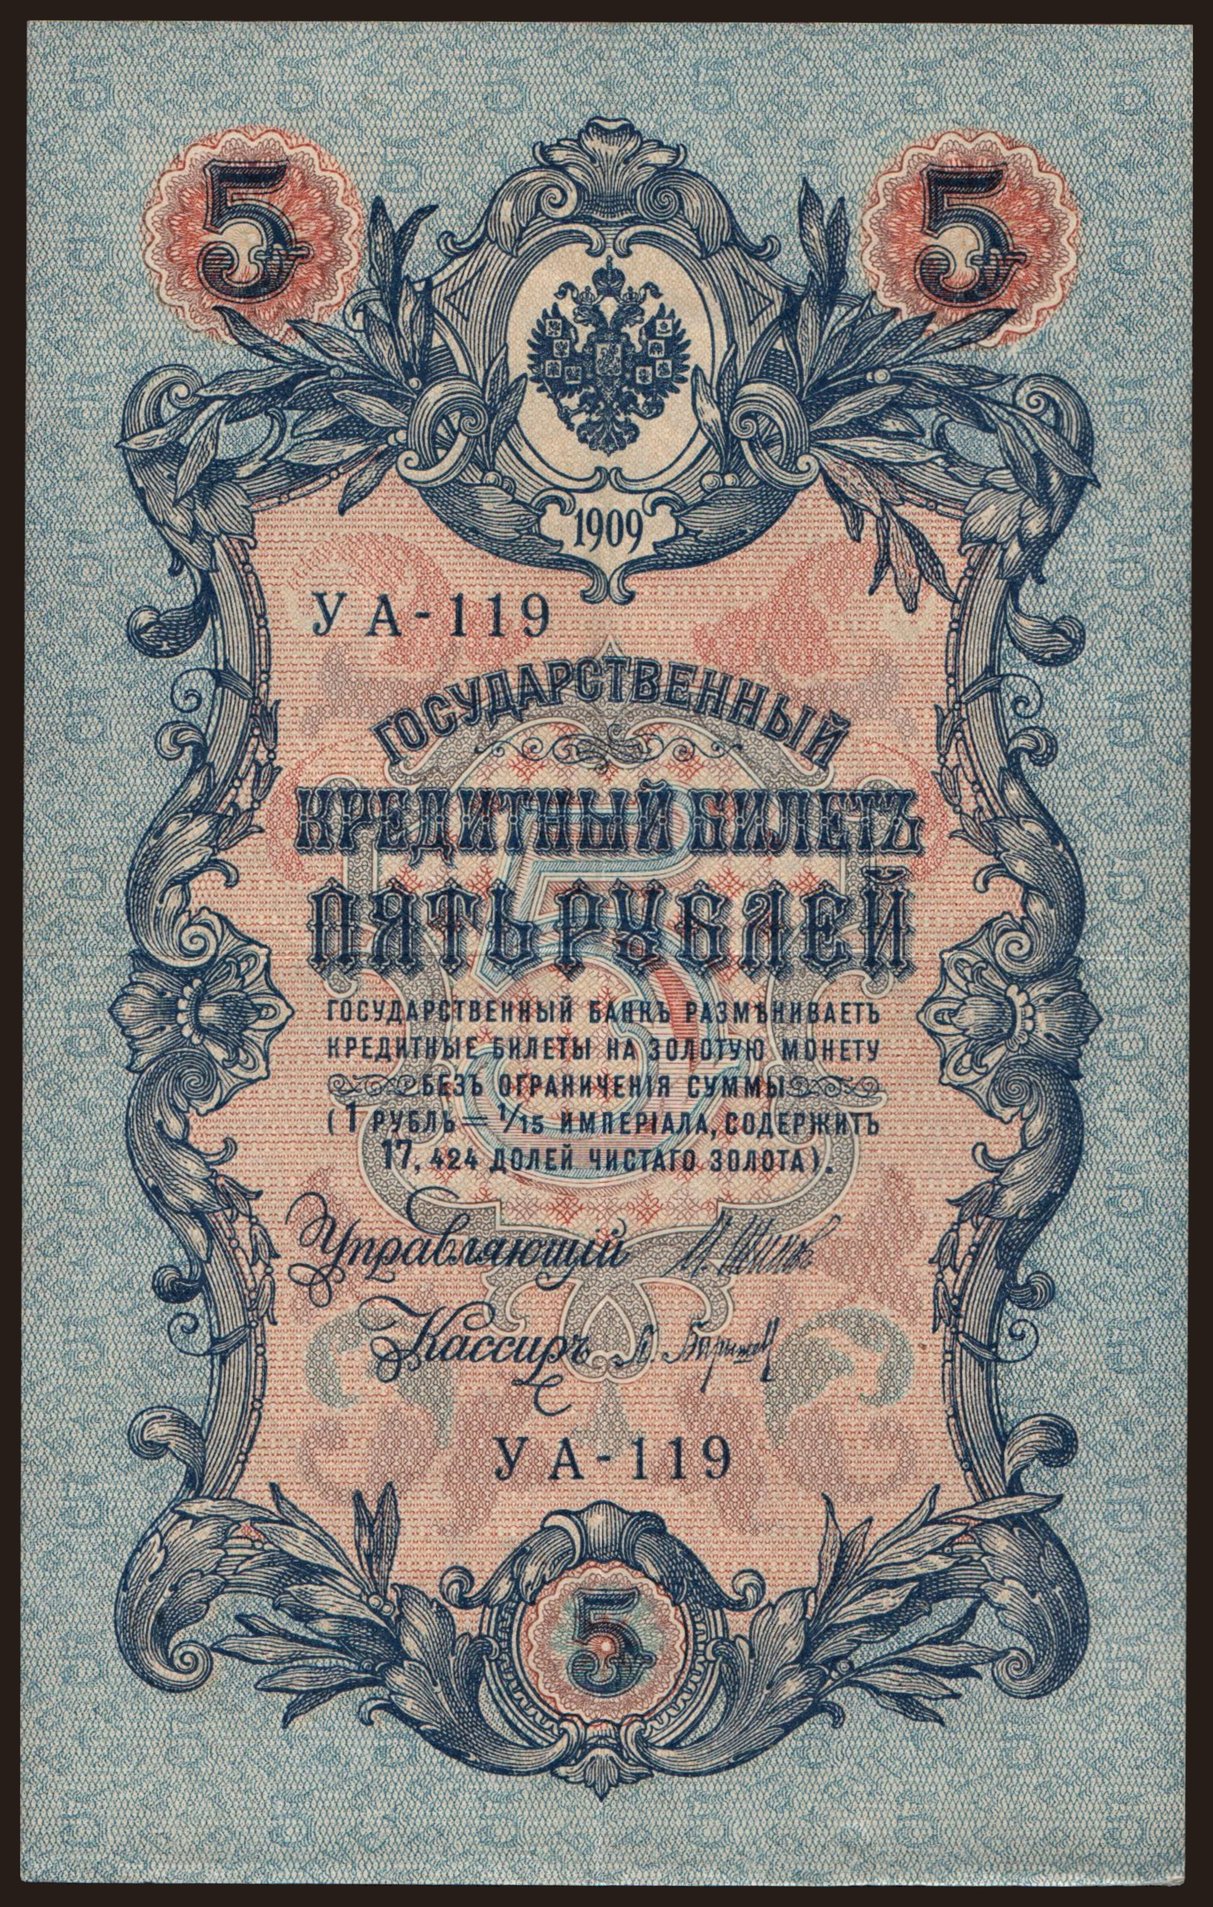 5 5
1909
УА-119
ГОСУДАРСТВЕННЫЙ
КРЕДИТНЫЙ БИЛЕТЪ
ПЯТЬ РУБЛЕЙ
ГОСУДАРСТВЕННЫЙ БАНКЪ РАЗМѢНИВАЕТЪ
КРЕДИТНЫЕ БИЛЕТЫ НА ЗОЛОТУЮ МОНЕТУ
БЕЗЪ ОГРАНИЧЕНІЯ СУММЫ
(1 РУБЛЬ = 1/15 ИМПЕРІАЛА, СОДЕРЖИТЪ
17,424 ДОЛЕЙ ЧИСТАГО ЗОЛОТА).
Управляющій
Кассиръ
УА-119
5